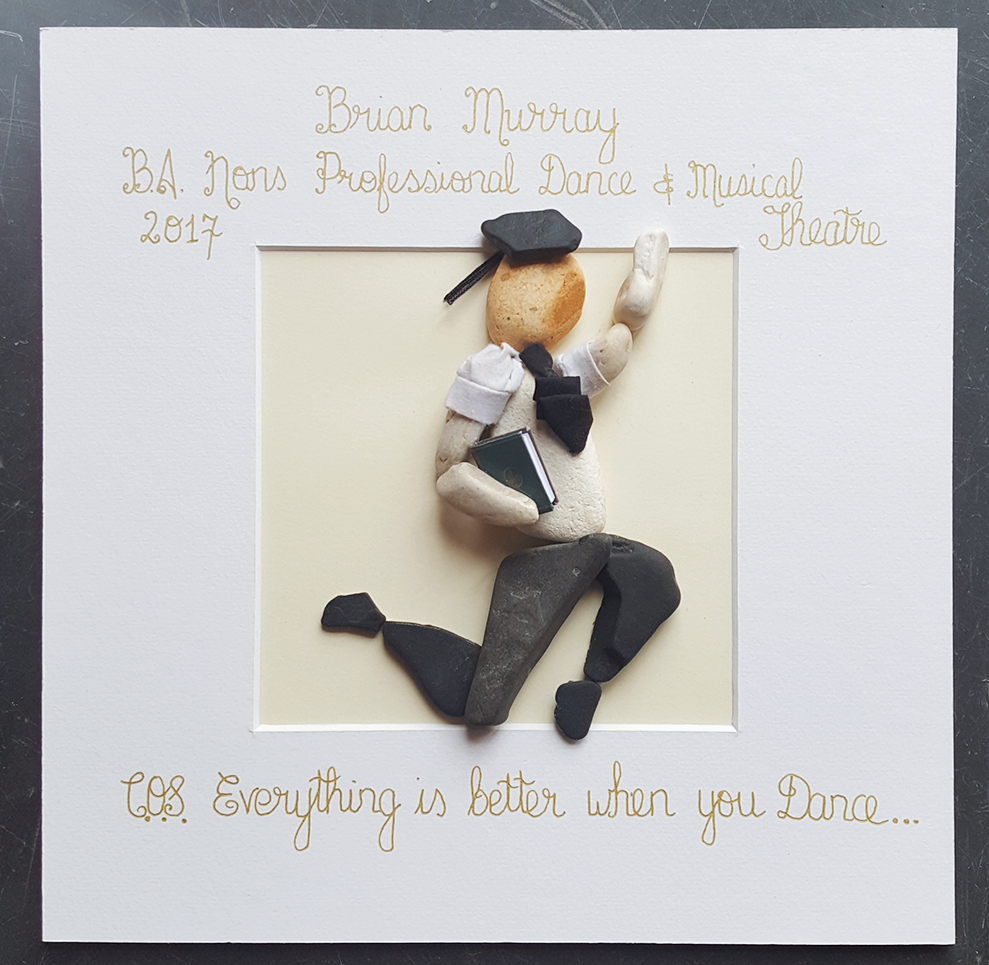 Brian Murray
B.A. Hons Professional Dance & Musical
2017 Theatre
C.O.S. Everything is better when you Dance...